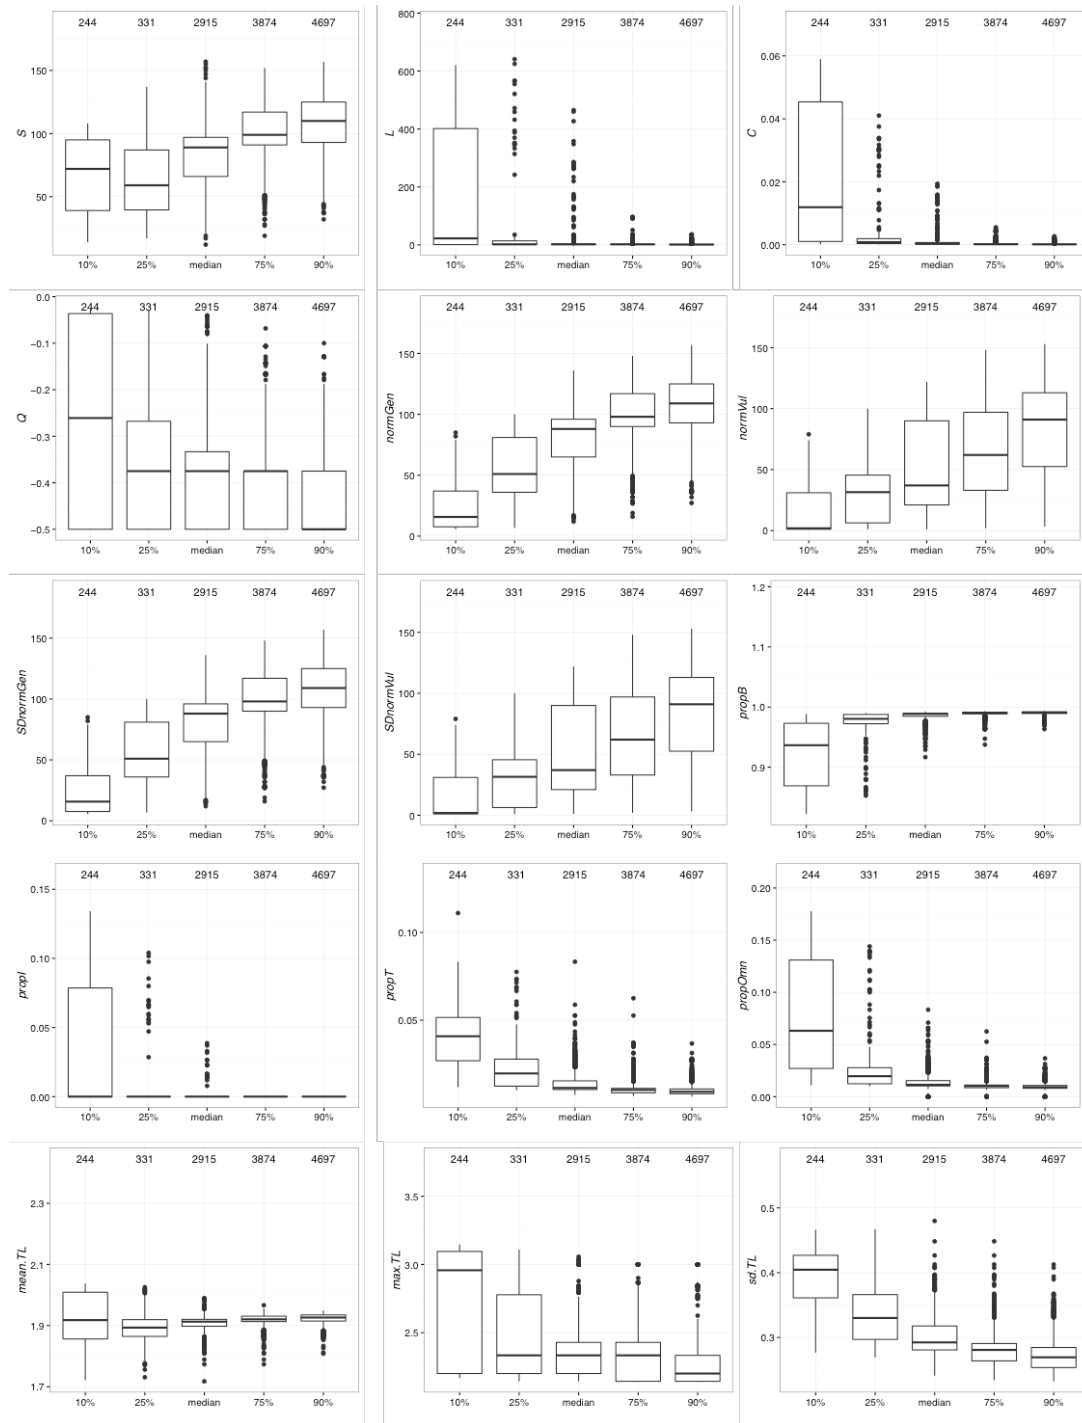 244 331 2915 3874 4697
150
100
50
S
10% 25% median 75% 90%
244 331 2915 3874 4697
800
600
400
200
0
L
10% 25% median 75% 90%
244 331 2915 3874 4697
0.06
0.04
0.02
0.00
C
10% 25% median 75% 90%
244 331 2915 3874 4697
0.0
−0.1
−0.2
−0.3
−0.4
−0.5
Q
10% 25% median 75% 90%
244 331 2915 3874 4697
150
100
50
0
normGen
10% 25% median 75% 90%
244 331 2915 3874 4697
150
100
50
0
normVul
10% 25% median 75% 90%
244 331 2915 3874 4697
150
100
50
0
SDnormGen
10% 25% median 75% 90%
244 331 2915 3874 4697
150
100
50
0
SDnormVul
10% 25% median 75% 90%
244 331 2915 3874 4697
1.2
1.1
1.0
0.9
propB
10% 25% median 75% 90%
244 331 2915 3874 4697
0.15
0.10
0.05
0.00
propI
10% 25% median 75% 90%
244 331 2915 3874 4697
0.10
0.05
propT
10% 25% median 75% 90%
244 331 2915 3874 4697
0.20
0.15
0.10
0.05
0.00
propOmn
10% 25% median 75% 90%
244 331 2915 3874 4697
2.3
2.1
1.9
1.7
mean.TL
10% 25% median 75% 90%
244 331 2915 3874 4697
3.5
3.0
2.5
max.TL
10% 25% median 75% 90%
244 331 2915 3874 4697
0.5
0.4
0.3
sd.TL
10% 25% median 75% 90%